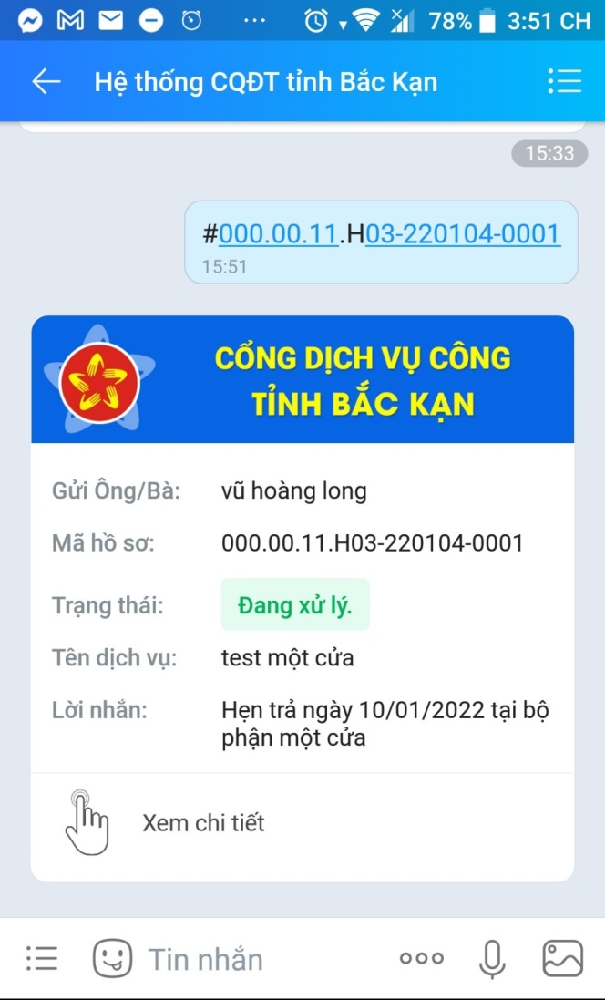 78% 3:51 CH
Hệ thống CQĐT tỉnh Bắc Kạn
15:33
#000.00.11.H03-220104-0001
15:51
CỔNG DỊCH VỤ CÔNG
TỈNH BẮC KẠN
Gửi Ông/Bà: vũ hoàng long
Mã hồ sơ: 000.00.11.H03-220104-0001
Trạng thái: Đang xử lý.
Tên dịch vụ: test một cửa
Lời nhắn: Hẹn trả ngày 10/01/2022 tại bộ
phận một cửa
Xem chi tiết
Tin nhắn